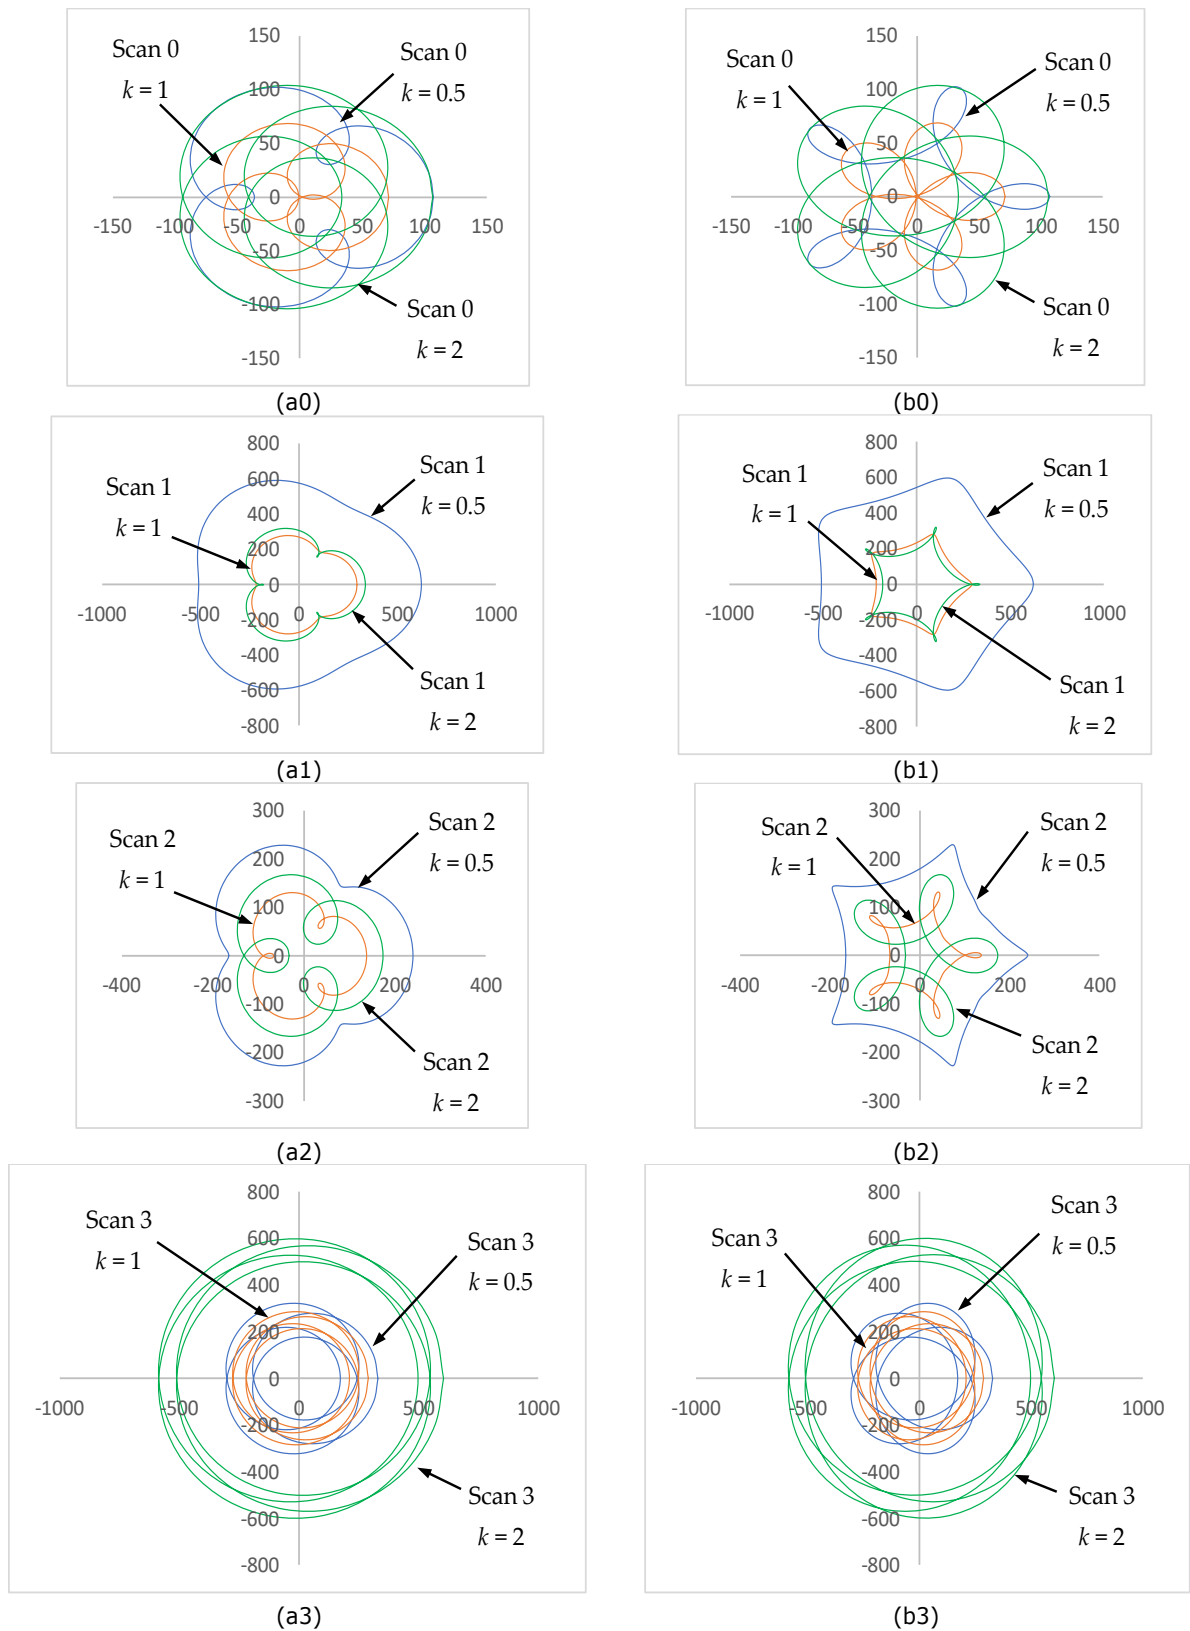 150
Scan 0
k = 1
Scan 0
k = 0.5
100
50
0
-150 -100 -50 0 50 100 150
-50
-100
-150
Scan 0
k = 2
(a0)
150
Scan 0
k = 1
Scan 0
k = 0.5
100
50
0
-150 -100 -50 0 50 100 150
-50
-100
-150
Scan 0
k = 2
(b0)
800
Scan 1
k = 1
Scan 1
k = 0.5
600
400
200
0
-1000 -500 0 500 1000
-200
-400
-600
-800
Scan 1
k = 2
(a1)
800
Scan 1
k = 1
Scan 1
k = 0.5
600
400
200
0
-1000 -500 0 500 1000
-200
-400
-600
-800
Scan 1
k = 2
(b1)
300
Scan 2
k = 1
Scan 2
k = 0.5
200
100
0
-400 -200 0 200 400
-100
-200
-300
Scan 2
k = 2
(a2)
300
Scan 2
k = 1
Scan 2
k = 0.5
200
100
0
-400 -200 0 200 400
-100
-200
-300
Scan 2
k = 2
(b2)
800
Scan 3
k = 1
Scan 3
k = 0.5
600
400
200
0
-1000 -500 0 500 1000
-200
-400
-600
-800
Scan 3
k = 2
(a3)
800
Scan 3
k = 1
Scan 3
k = 0.5
600
400
200
0
-1000 -500 0 500 1000
-200
-400
-600
-800
Scan 3
k = 2
(b3)